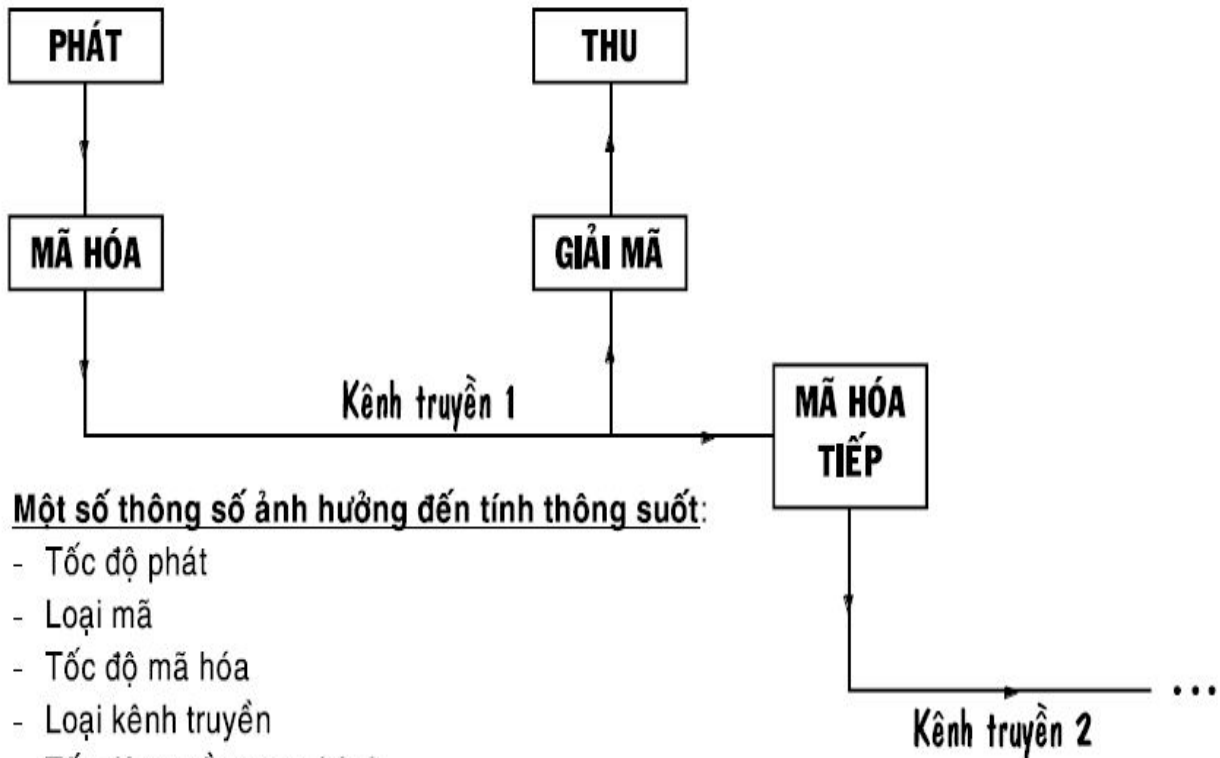 PHÁT
THU
MÃ HÓA
GIẢI MÃ
Kênh truyền 1
MÃ HÓA
TIẾP
Một số thông số ảnh hưởng đến tính thông suốt:
- Tốc độ phát
- Loại mã
- Tốc độ mã hóa
- Loại kênh truyền
Kênh truyền 2
...